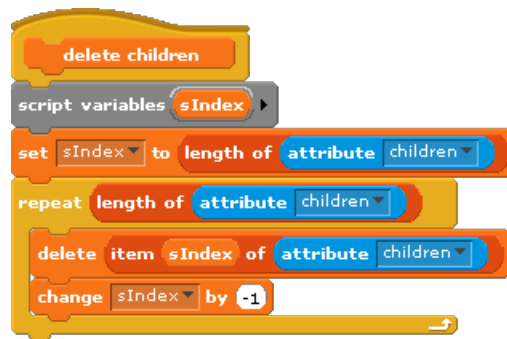 delete children
script variables sIndex
set sIndex to length of attribute children
repeat length of attribute children
delete item sIndex of attribute children
change sIndex by -1